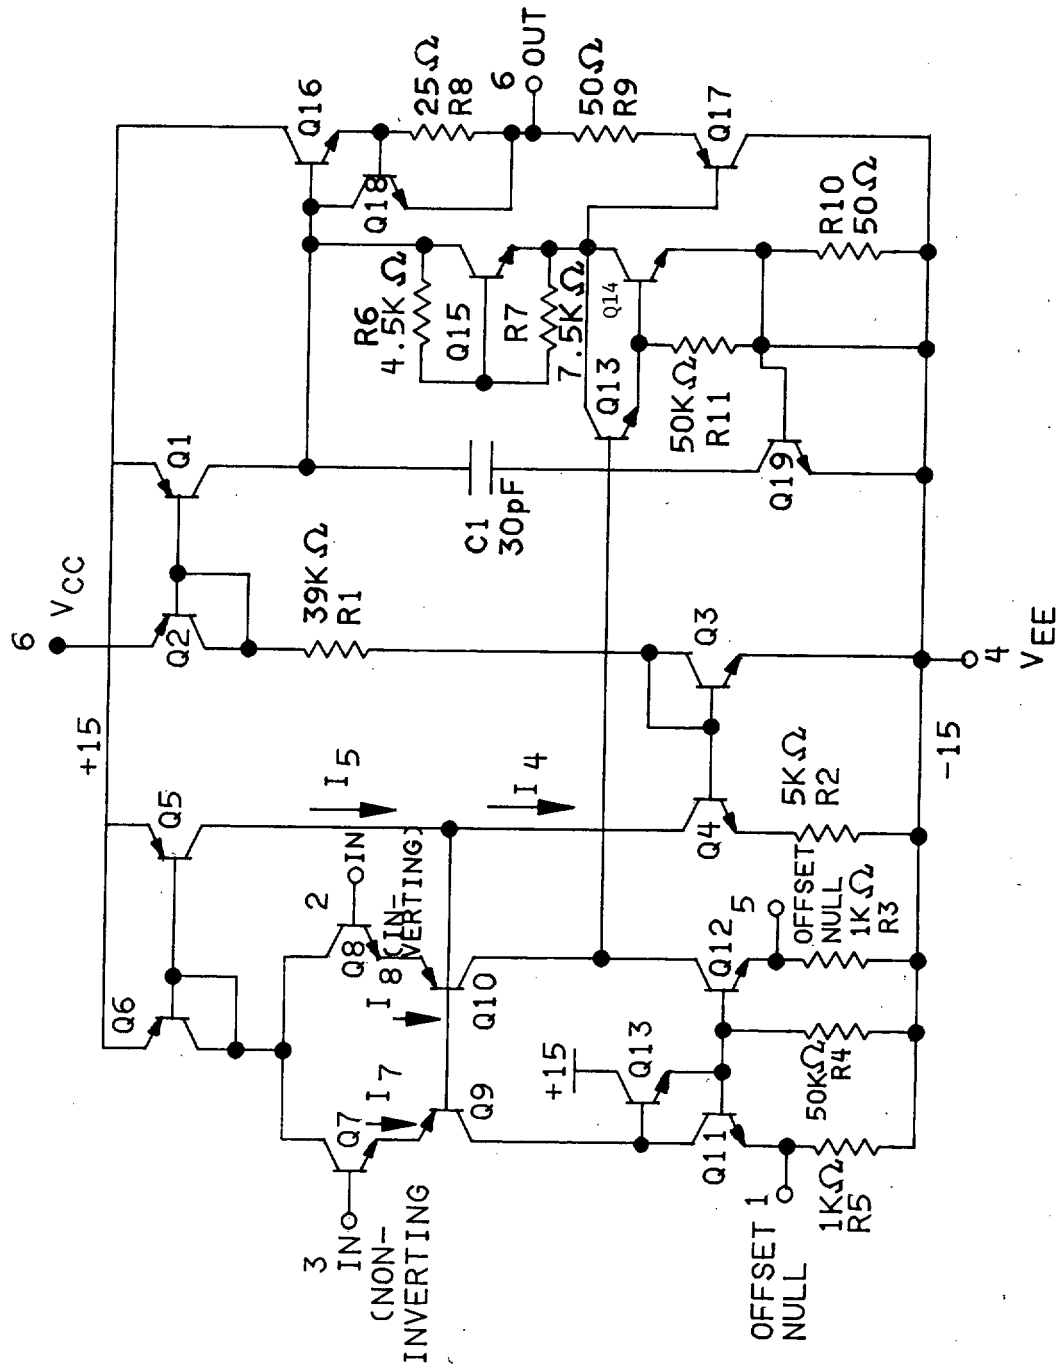 6
VCC
+15
-15
4
VEE
Q6
Q5
Q2
Q1
39KΩ
R1
I5
I4
3
IN
(NON-
INVERTING
Q7
I7
Q9
2
IN
Q8
(IN-
VERTING)
I8
Q10
+15
Q13
Q11
Q12
OFFSET
NULL
1
1KΩ
R5
50KΩ
R4
5
OFFSET
NULL
1KΩ
R3
Q4
5KΩ
R2
Q3
C1
30pF
Q19
Q13
50KΩ
R11
Q14
R6
4.5KΩ
Q15
R7
7.5KΩ
Q18
Q16
25Ω
R8
6
OUT
50Ω
R9
Q17
R10
50Ω